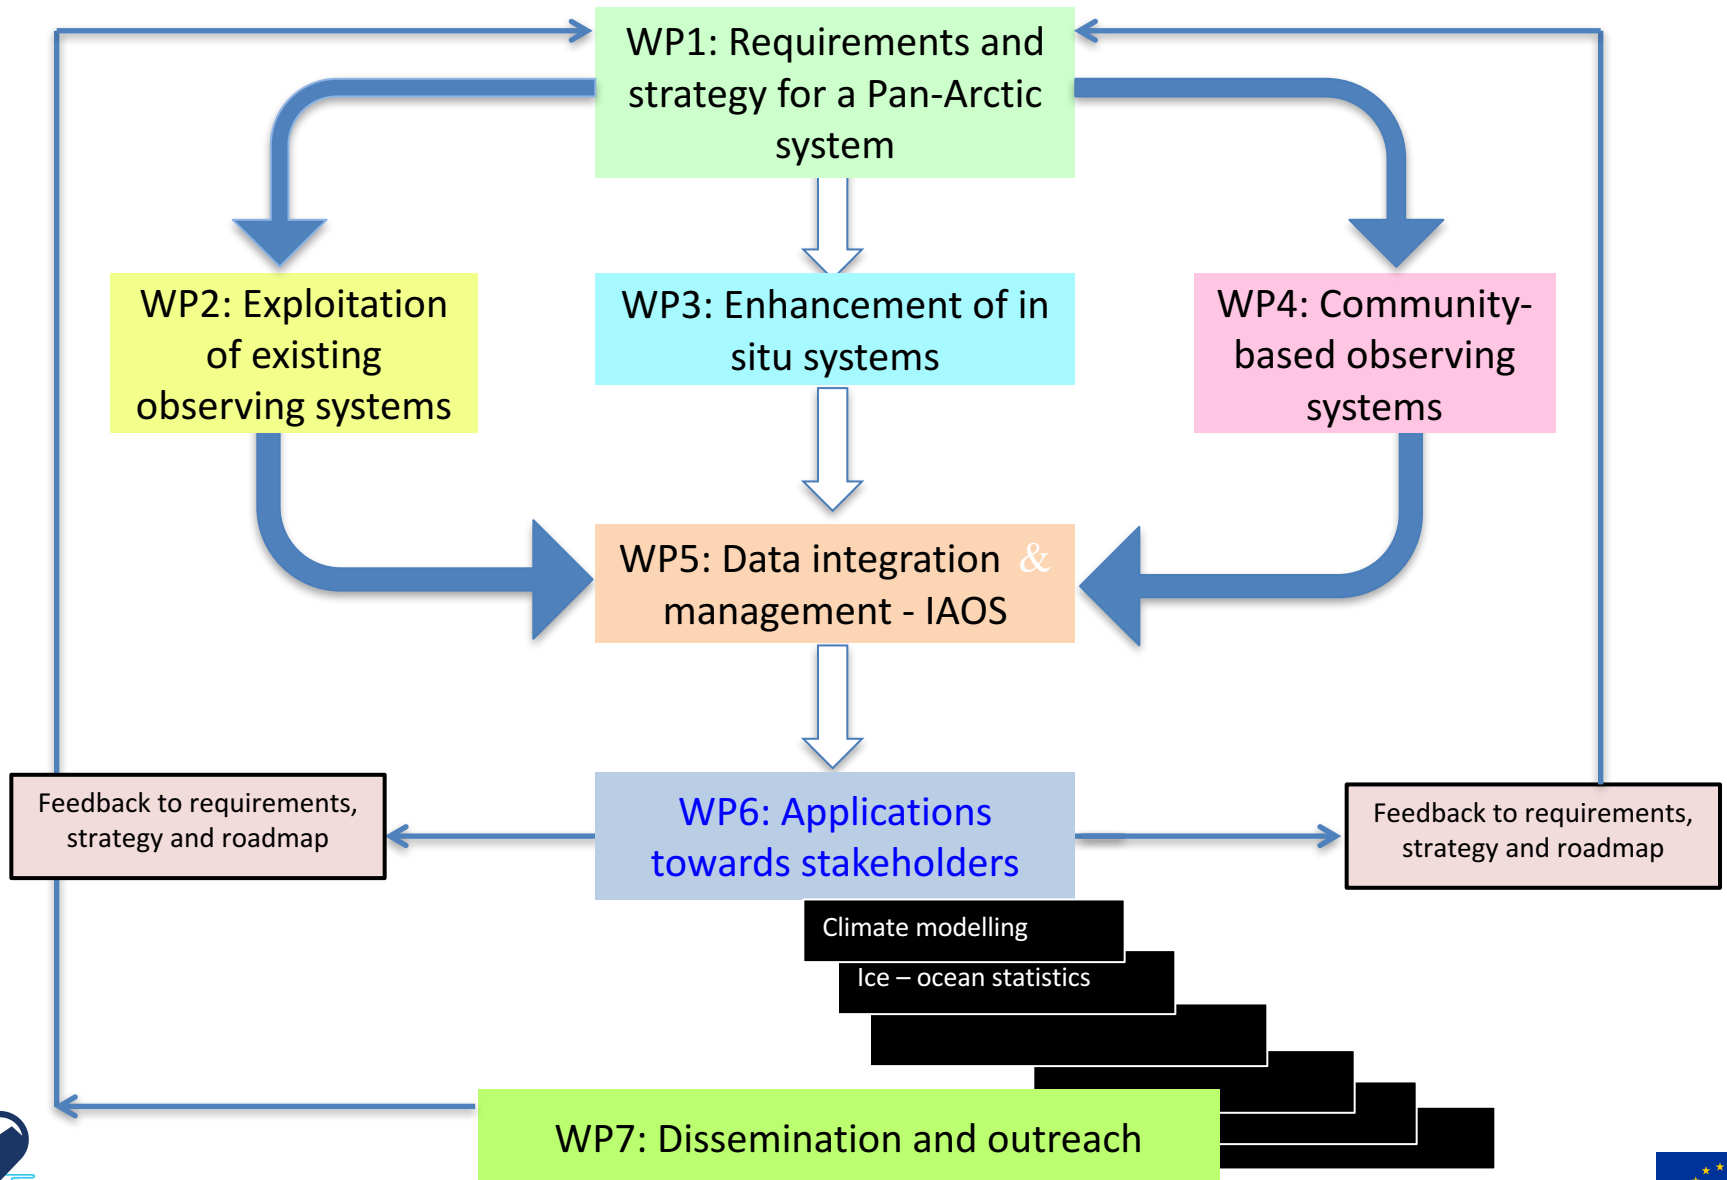 WP1: Requirements and
strategy for a Pan-Arctic
system
WP2: Exploitation
of existing
observing systems
WP3: Enhancement of in
situ systems
WP4: Community-
based observing
systems
WP5: Data integration &
management - IAOS
Feedback to requirements,
strategy and roadmap
WP6: Applications
towards stakeholders
Feedback to requirements,
strategy and roadmap
Climate modelling
Ice – ocean statistics
WP7: Dissemination and outreach